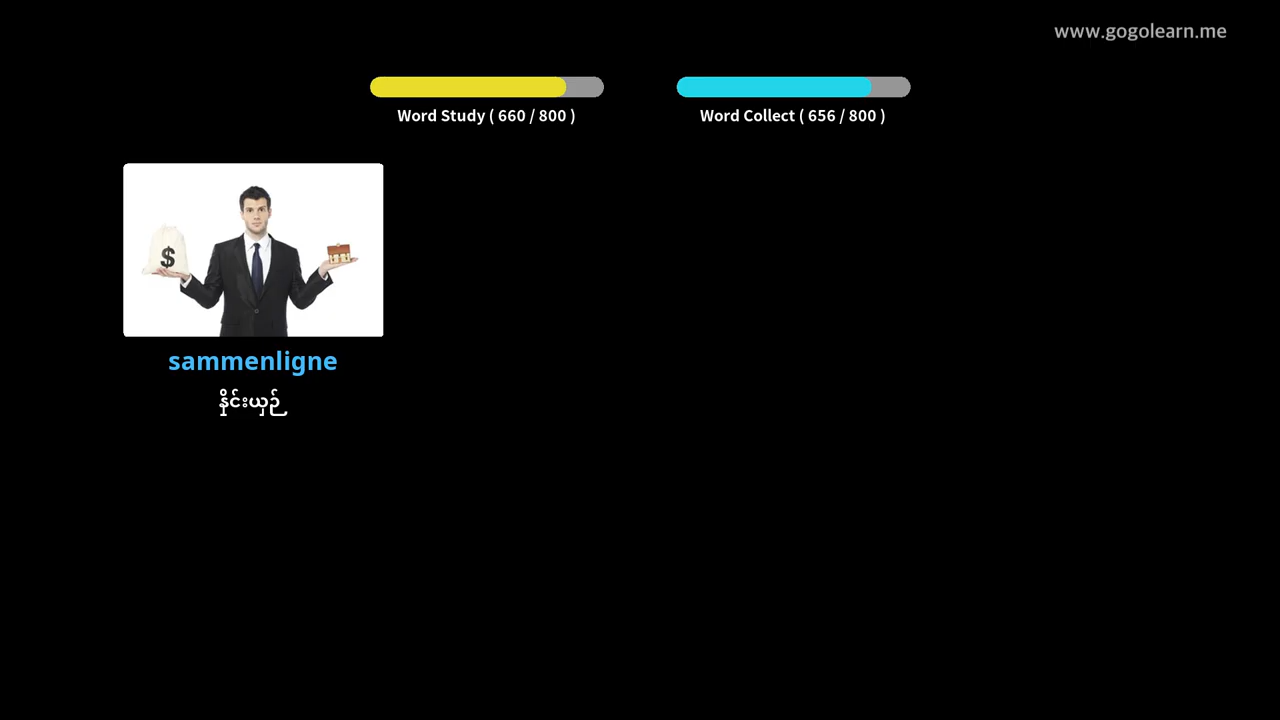 www.gogolearn.me
Word Study ( 660 / 800 )
Word Collect ( 656 / 800 )
$
sammenligne
နှိုင်းယှဉ်